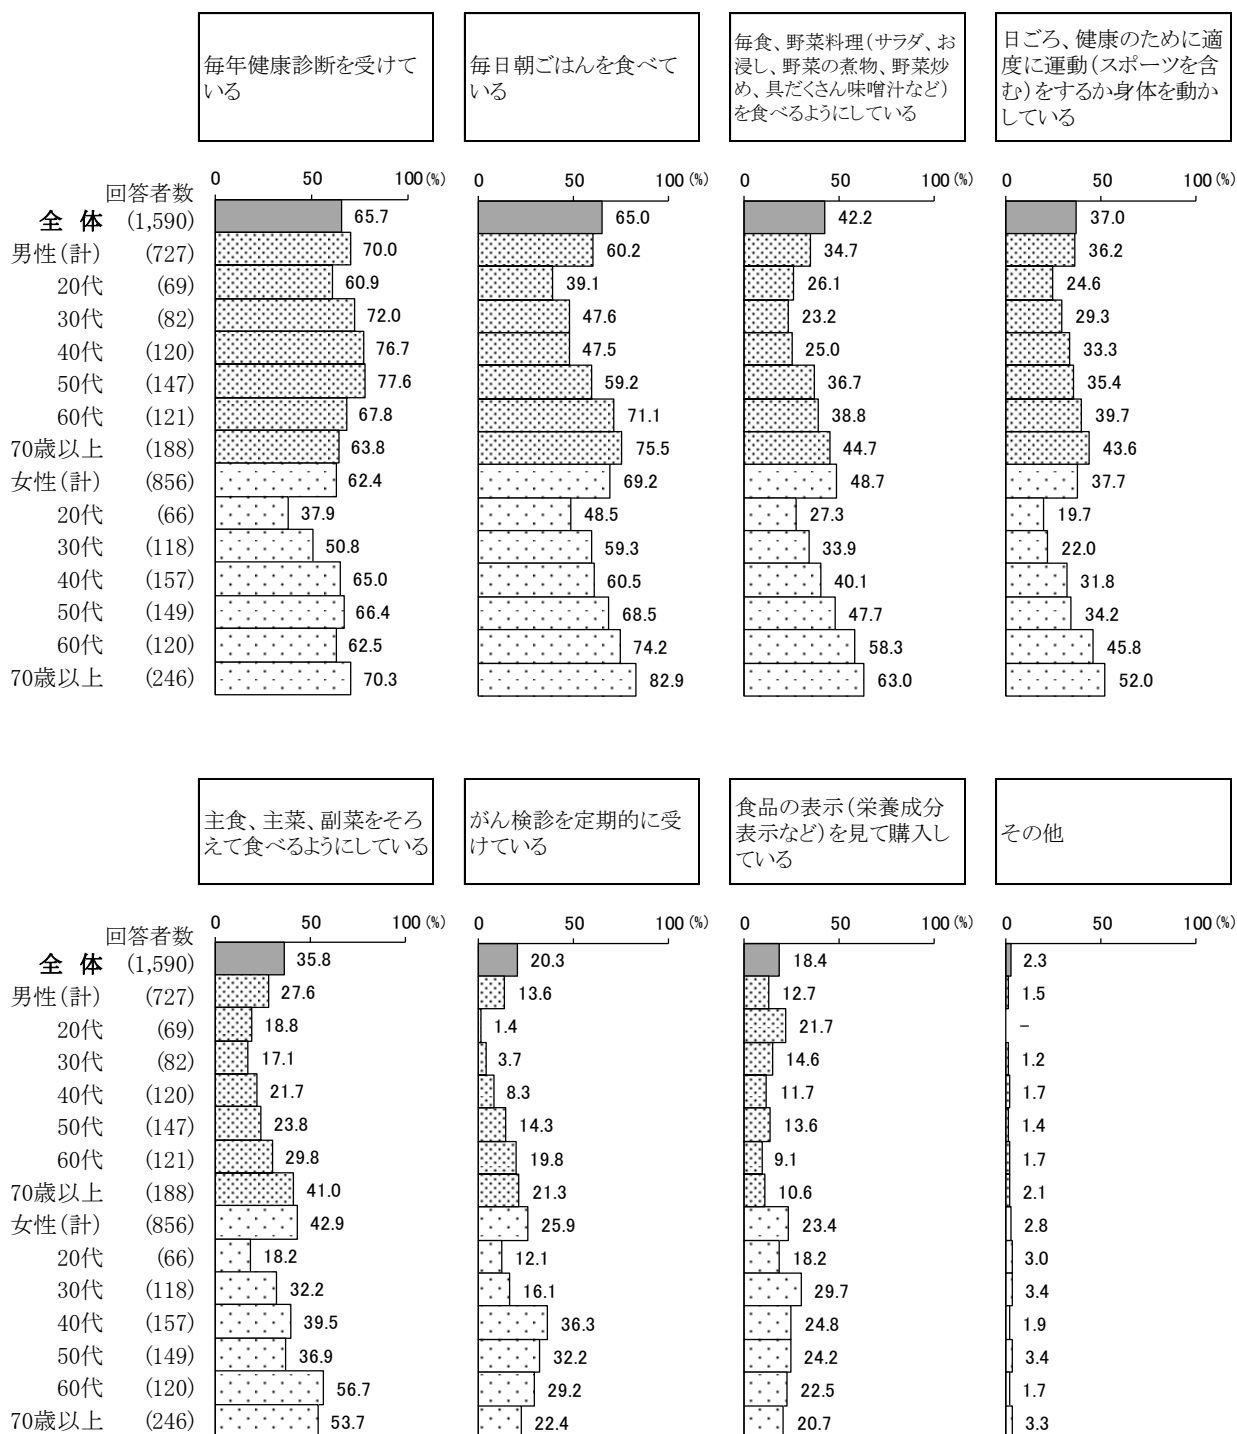 毎年健康診断を受けて
いる
毎日朝ごはんを食べて
いる
毎食、野菜料理(サラダ、お
浸し、野菜の煮物、野菜炒
め、具だくさん味噌汁など)
を食べるようにしている
日ごろ、健康のために適
度に運動(スポーツを含
む)をするか身体を動か
している
0 50 100(%) 0 50 100(%) 0 50 100(%) 0 50 100(%)
回答者数
全 体 (1,590) 65.7 65.0 42.2 37.0
男性(計) (727) 70.0 60.2 34.7 36.2
20代 (69) 60.9 39.1 26.1 24.6
30代 (82) 72.0 47.6 23.2 29.3
40代 (120) 76.7 47.5 25.0 33.3
50代 (147) 77.6 59.2 36.7 35.4
60代 (121) 67.8 71.1 38.8 39.7
70歳以上 (188) 63.8 75.5 44.7 43.6
女性(計) (856) 62.4 69.2 48.7 37.7
20代 (66) 37.9 48.5 27.3 19.7
30代 (118) 50.8 59.3 33.9 22.0
40代 (157) 65.0 60.5 40.1 31.8
50代 (149) 66.4 68.5 47.7 34.2
60代 (120) 62.5 74.2 58.3 45.8
70歳以上 (246) 70.3 82.9 63.0 52.0
主食、主菜、副菜をそろ
えて食べるようにしている
がん検診を定期的に受
けている
食品の表示(栄養成分
表示など)を見て購入し
ている
その他
0 50 100(%) 0 50 100(%) 0 50 100(%) 0 50 100(%)
回答者数
全 体 (1,590) 35.8 20.3 18.4 2.3
男性(計) (727) 27.6 13.6 12.7 1.5
20代 (69) 18.8 1.4 21.7 -
30代 (82) 17.1 3.7 14.6 1.2
40代 (120) 21.7 8.3 11.7 1.7
50代 (147) 23.8 14.3 13.6 1.4
60代 (121) 29.8 19.8 9.1 1.7
70歳以上 (188) 41.0 21.3 10.6 2.1
女性(計) (856) 42.9 25.9 23.4 2.8
20代 (66) 18.2 12.1 18.2 3.0
30代 (118) 32.2 16.1 29.7 3.4
40代 (157) 39.5 36.3 24.8 1.9
50代 (149) 36.9 32.2 24.2 3.4
60代 (120) 56.7 29.2 22.5 1.7
70歳以上 (246) 53.7 22.4 20.7 3.3